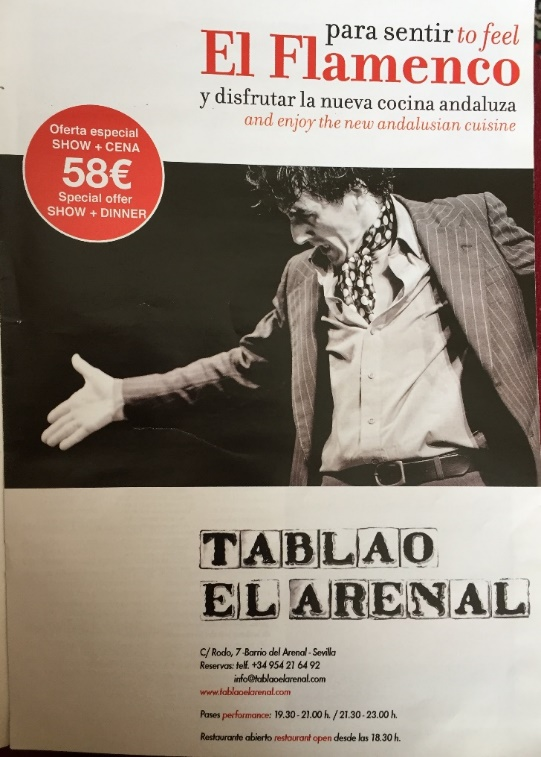 para sentir to feel
El Flamenco
y disfrutar la nueva cocina andaluza
and enjoy the new andalusian cuisine
Oferta especial
SHOW + CENA
58€
Special offer
SHOW + DINNER
TABLAO
EL ARENAL
C/ Rodo, 7 -Barrio del Arenal - Sevilla
Reservas: telf. +34 954 21 64 92
info@tablaoelarenal.com
www.tablaoelarenal.com
Pases performance: 19.30 - 21.00 h. / 21.30 - 23.00 h.
Restaurante abierto restaurant open desde las 18.30 h.